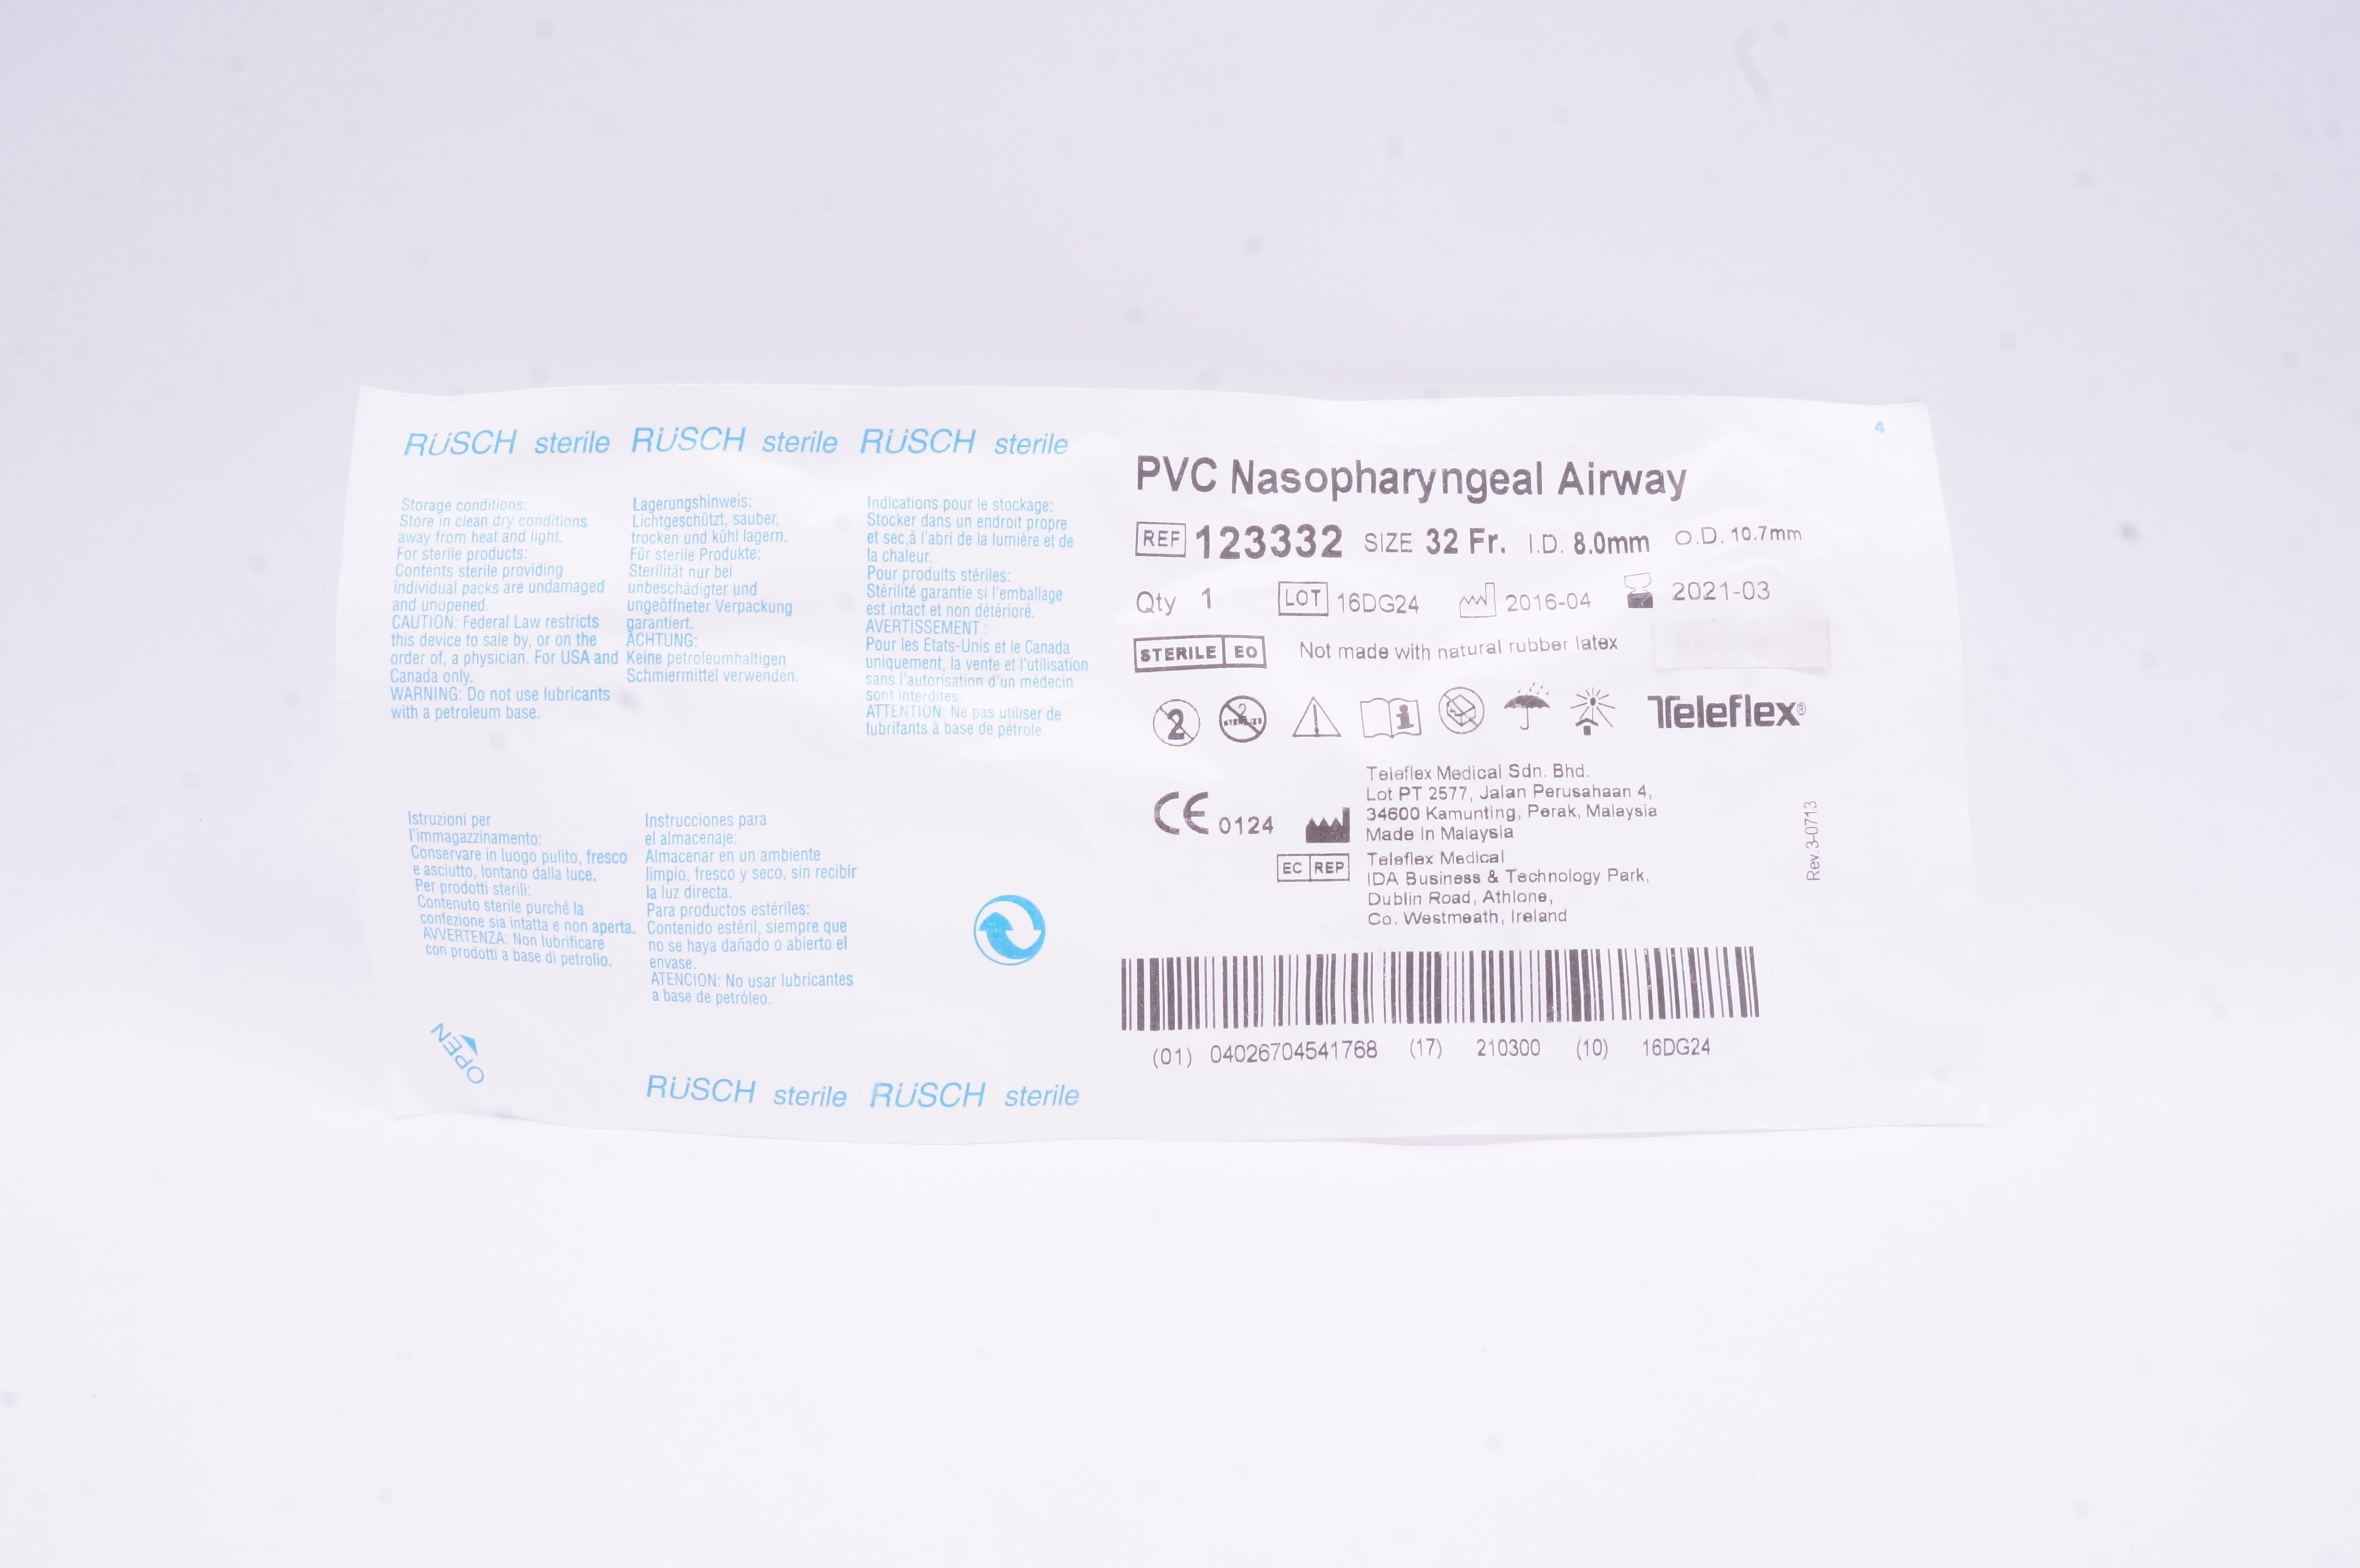 RÜSCH sterile RÜSCH sterile RÜSCH sterile
Storage conditions:
Store in clean dry conditions
away from heat and light.
For sterile products:
Contents sterile providing
individual packs are undamaged
and unopened.
CAUTION: Federal Law restricts
this device to sale by, or on the
order of, a physician. For USA and
Canada only.
WARNING: Do not use lubricants
with a petroleum base.
Lagerungshinweis:
Lichtgeschützt, sauber,
trocken und kühl lagern.
Für sterile Produkte:
Sterilität nur bei
unbeschädigter und
ungeöffneter Verpackung
garantiert.
ACHTUNG:
Keine petroleumhaltigen
Schmiermittel verwenden.
Indications pour le stockage:
Stocker dans un endroit propre
et sec,à l'abri de la lumière et de
la chaleur.
Pour produits stériles:
Stérilité garantie si l'emballage
est intact et non détérioré.
AVERTISSEMENT :
Pour les Etats-Unis et le Canada
uniquement, la vente et l'utilisation
sans l'autorisation d'un médecin
sont interdites.
ATTENTION: Ne pas utiliser de
lubrifants à base de pétrole.
Istruzioni per
l'immagazzinamento:
Conservare in luogo pulito, fresco
e asciutto, lontano dalla luce.
Per prodotti sterili:
Contenuto sterile purché la
confezione sia intatta e non aperta.
AVVERTENZA: Non lubrificare
con prodotti a base di petrolio.
Instrucciones para
el almacenaje:
Almacenar en un ambiente
limpio, fresco y seco, sin recibir
la luz directa.
Para productos estériles:
Contenido estéril, siempre que
no se haya dañado o abierto el
envase.
ATENCION: No usar lubricantes
a base de petróleo.
OPEN
RÜSCH sterile RÜSCH sterile
4
PVC Nasopharyngeal Airway
REF 123332 SIZE 32 Fr. I.D. 8.0mm O.D. 10.7mm
Qty 1 LOT 16DG24 2016-04 2021-03
STERILE EO Not made with natural rubber latex
2 2 STERILIZE i Teleflex®
CE 0124
Teleflex Medical Sdn. Bhd.
Lot PT 2577, Jalan Perusahaan 4,
34600 Kamunting, Perak, Malaysia
Made In Malaysia
EC REP
Teleflex Medical
IDA Business & Technology Park,
Dublin Road, Athlone,
Co. Westmeath, Ireland
Rev.3-0713
(01) 04026704541768 (17) 210300 (10) 16DG24